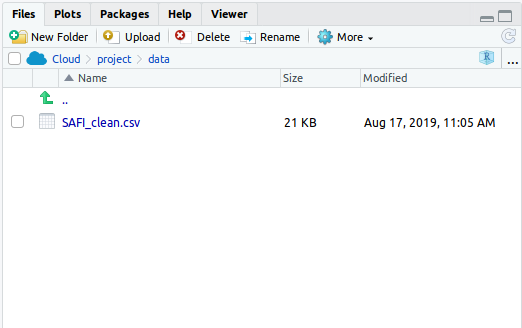 Files Plots Packages Help Viewer
New Folder Upload Delete Rename More
Cloud project data R ...
Name Size Modified
..
SAFI_clean.csv 21 KB Aug 17, 2019, 11:05 AM